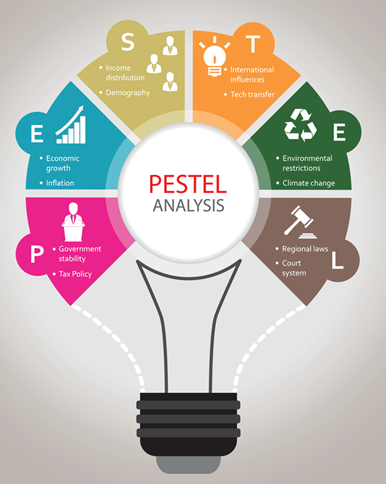 S
Income
distribution
Demography
T
International
influences
Tech transfer
E
Economic
growth
Inflation
E
Environmental
restrictions
Climate change
PESTEL
ANALYSIS
P
Government
stability
Tax Policy
L
Regional laws
Court
system